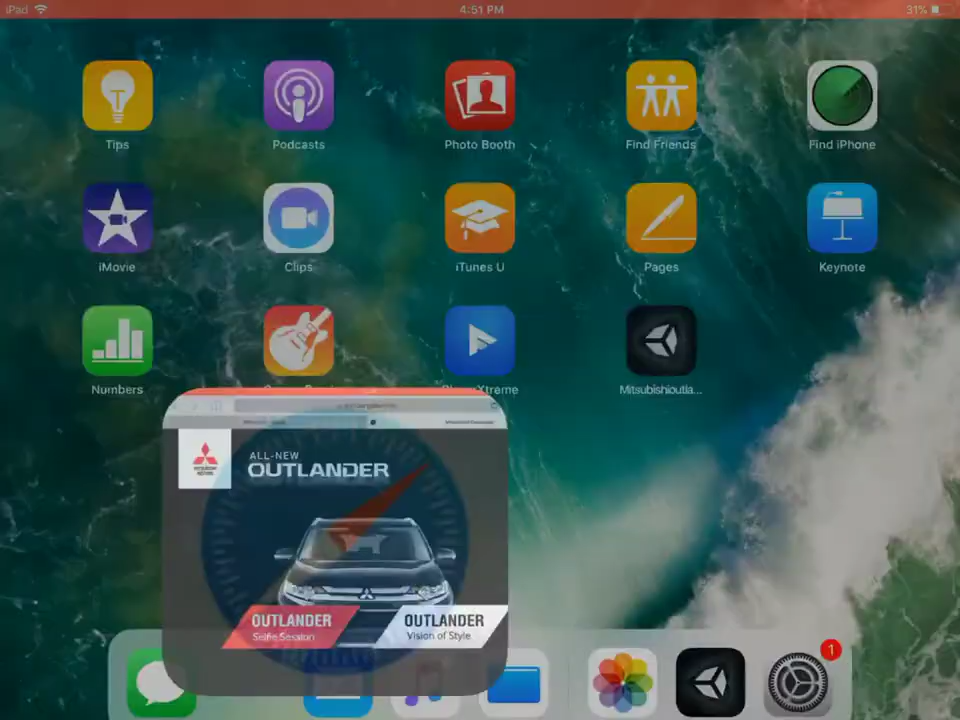 iPad 4:51 PM 31%
Tips Podcasts Photo Booth Find Friends Find iPhone
iMovie Clips iTunes U Pages Keynote
Numbers Xtreme Mitsubishioutla...
ALL-NEW
OUTLANDER
OUTLANDER OUTLANDER
Selfie Session Vision of Style
1